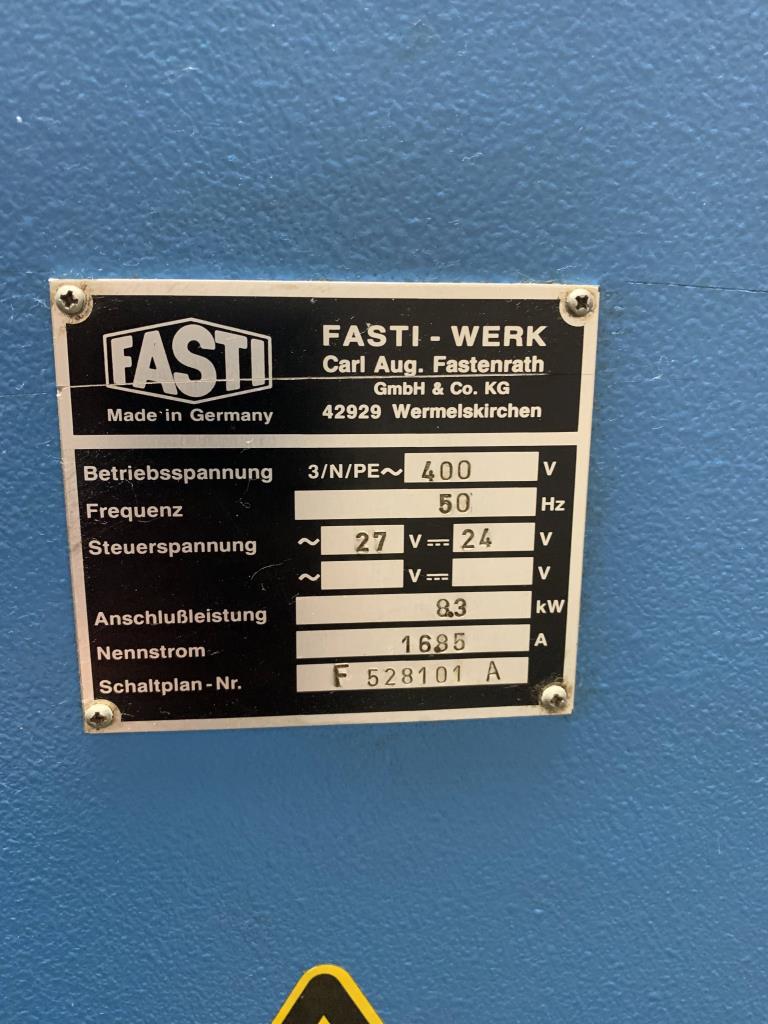 FASTI
Made in Germany
FASTI - WERK
Carl Aug. Fastenrath
GmbH & Co. KG
42929 Wermelskirchen
Betriebsspannung 3/N/PE~ 400 V
Frequenz 50 Hz
Steuerspannung ~ 27 V⎓ 24 V
~ V⎓ V
Anschlußleistung 8.3 kW
Nennstrom 16.85 A
Schaltplan-Nr. F 528101 A